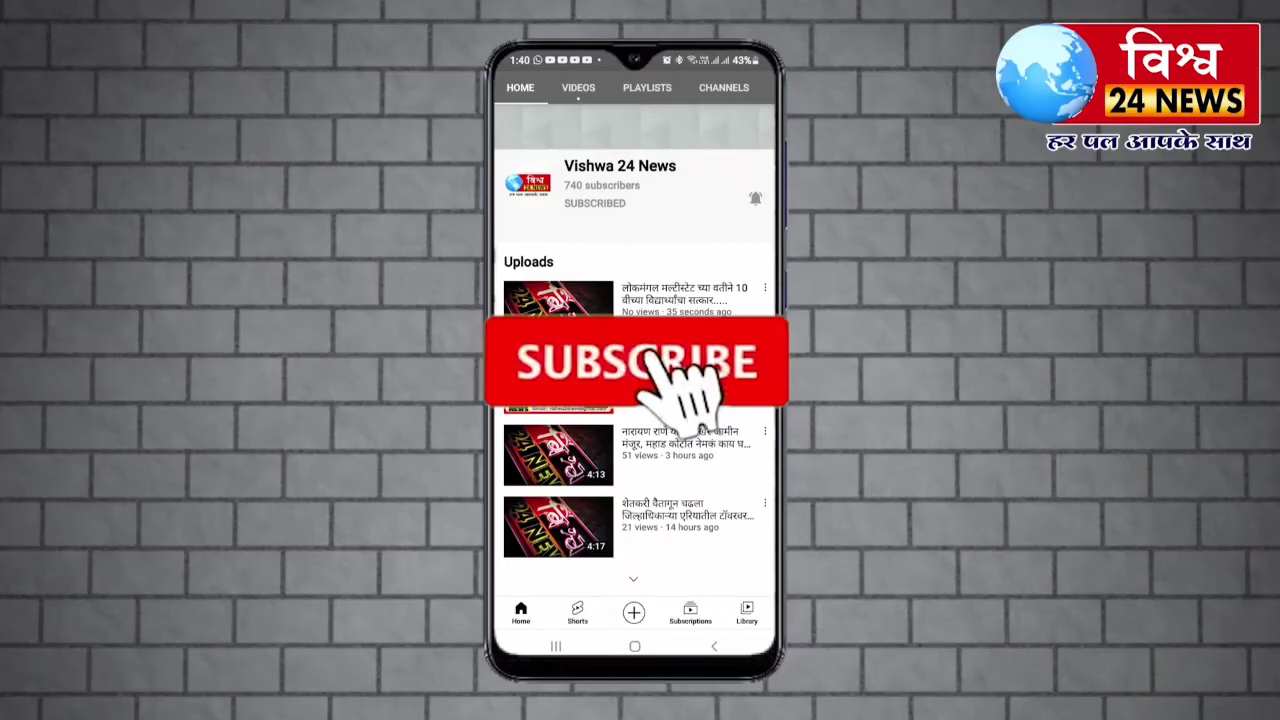 विश्व
24 NEWS
हर पल आपके साथ
1:40
43%
HOME VIDEOS PLAYLISTS CHANNELS
Vishwa 24 News
740 subscribers
SUBSCRIBED
Uploads
लोकमंगल मल्टीस्टेट च्या वतीने 10
वीच्या विद्यार्थ्यांचा सत्कार.....
No views · 35 seconds ago
SUBSCRIBE
नारायण राणे जामीन
मंजूर, महाड कोर्टात नेमकं काय घ...
51 views · 3 hours ago
4:13
शेतकरी वैतागून चढला
जिल्हाधिकाऱ्या एरियातील टॉवरवर...
21 views · 14 hours ago
4:17
Home Shorts Subscriptions Library